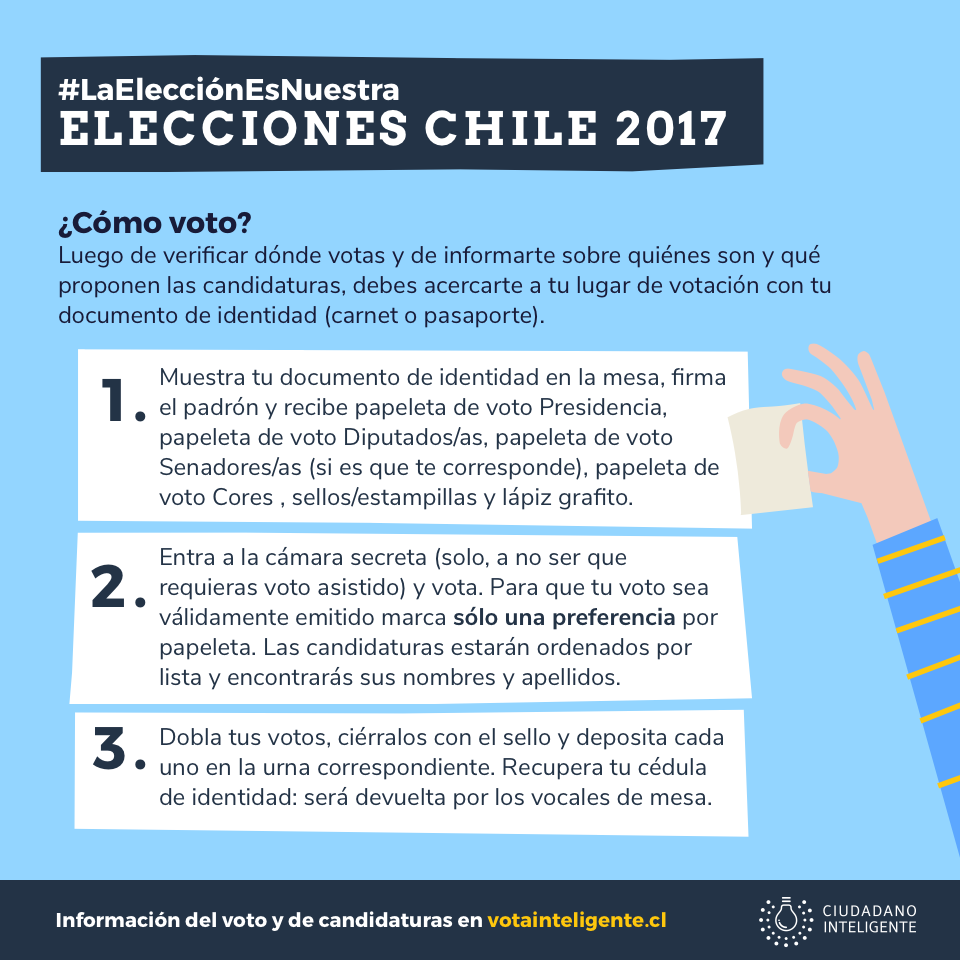 #LaElecciónEsNuestra
ELECCIONES CHILE 2017
¿Cómo voto?
Luego de verificar dónde votas y de informarte sobre quiénes son y qué
proponen las candidaturas, debes acercarte a tu lugar de votación con tu
documento de identidad (carnet o pasaporte).
1.
Muestra tu documento de identidad en la mesa, firma
el padrón y recibe papeleta de voto Presidencia,
papeleta de voto Diputados/as, papeleta de voto
Senadores/as (si es que te corresponde), papeleta de
voto Cores , sellos/estampillas y lápiz grafito.
2.
Entra a la cámara secreta (solo, a no ser que
requieras voto asistido) y vota. Para que tu voto sea
válidamente emitido marca sólo una preferencia por
papeleta. Las candidaturas estarán ordenados por
lista y encontrarás sus nombres y apellidos.
3.
Dobla tus votos, ciérralos con el sello y deposita cada
uno en la urna correspondiente. Recupera tu cédula
de identidad: será devuelta por los vocales de mesa.
Información del voto y de candidaturas en votainteligente.cl
CIUDADANO
INTELIGENTE